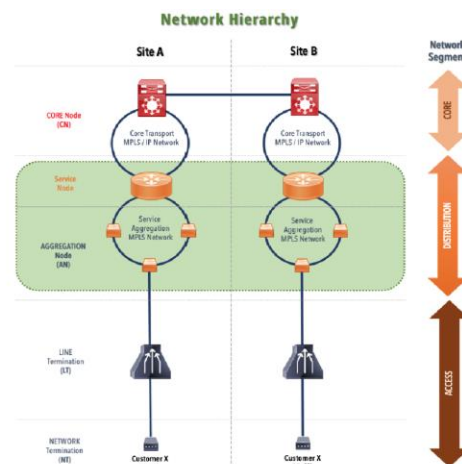 Network Hierarchy
Site A
Site B
Network
Segment
CORE Node
(CN)
Core Transport
MPLS / IP Network
Core Transport
MPLS / IP Network
CORE
Service
Node
Service
Aggregation
MPLS Network
Service
Aggregation
MPLS Network
AGGREGATION
Node
(AN)
DISTRIBUTION
LINE
Termination
(LT)
ACCESS
NETWORK
Termination
(NT)
Customer X
Customer X